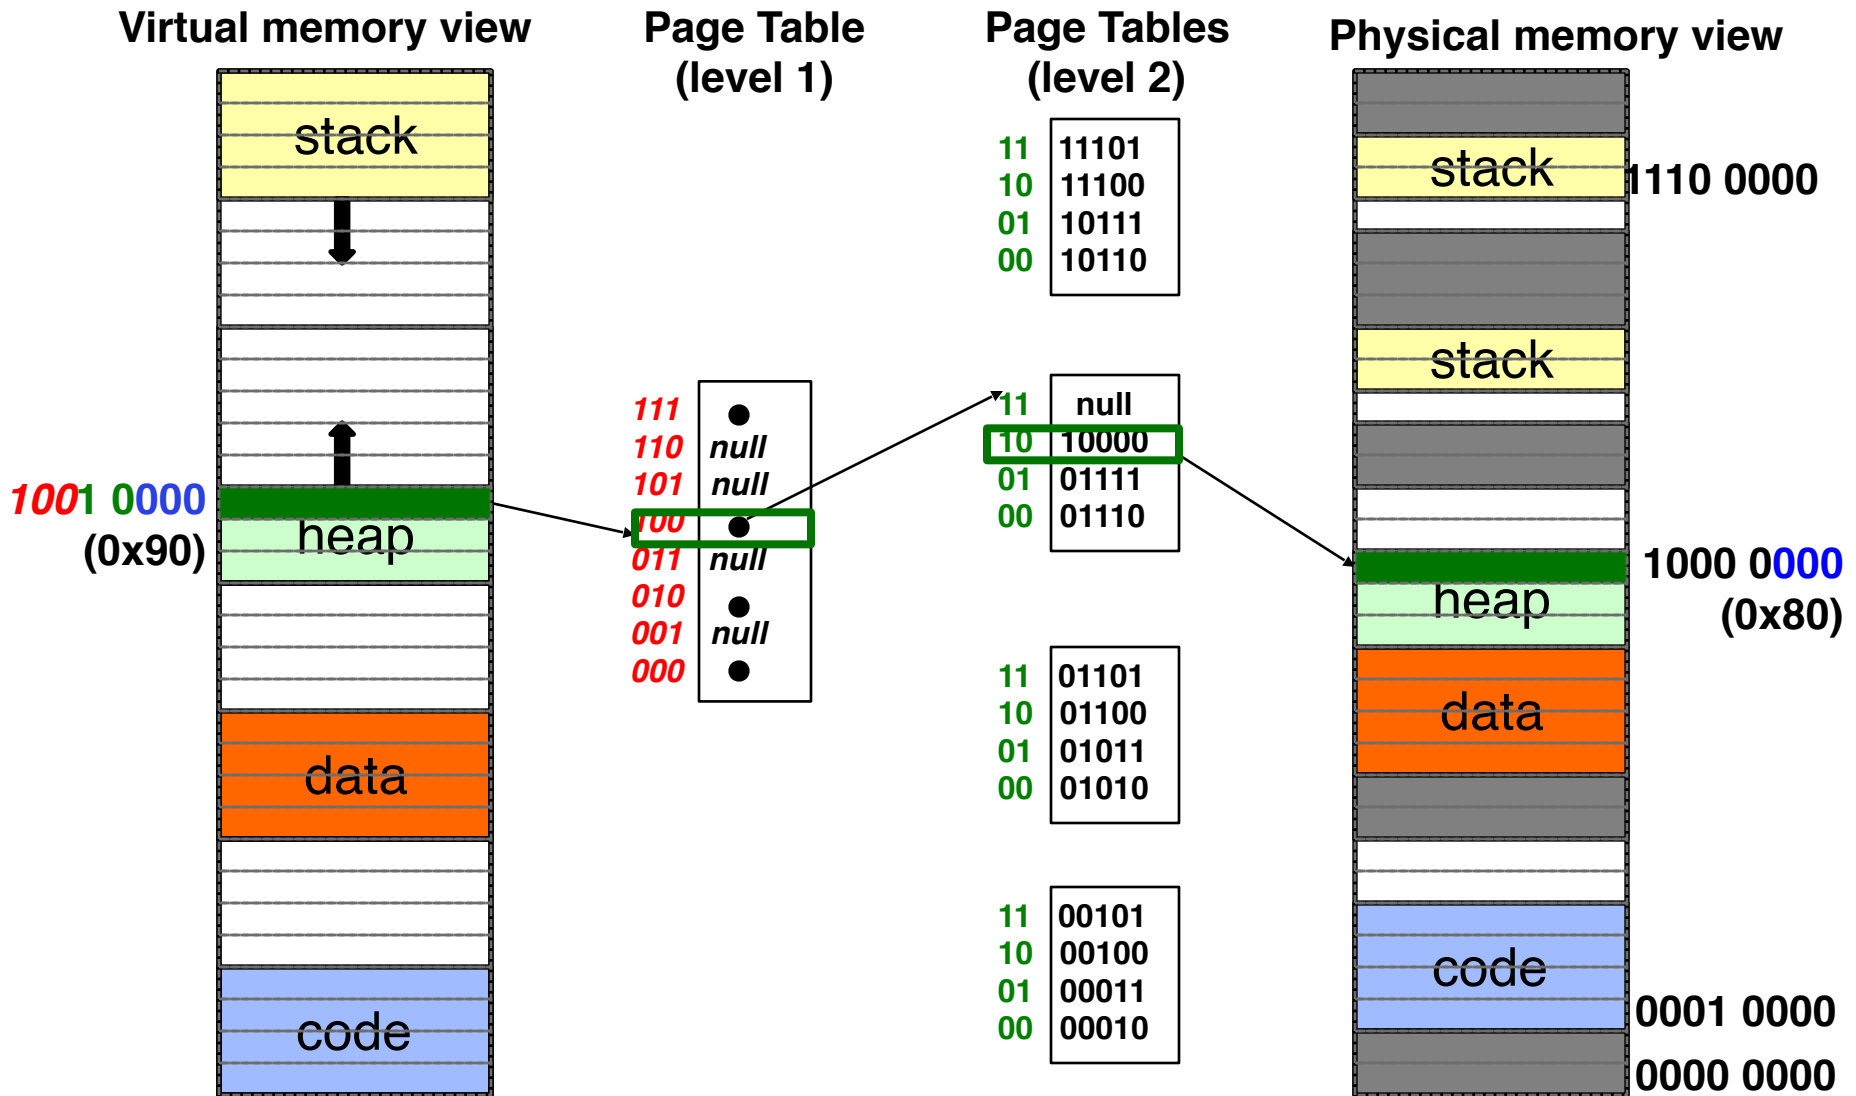 Virtual memory view
Page Table
(level 1)
Page Tables
(level 2)
Physical memory view
stack
1001 0000
(0x90)
heap
data
code
111
110 null
101 null
100
011 null
010
001 null
000
11 11101
10 11100
01 10111
00 10110
11 null
10 10000
01 01111
00 01110
11 01101
10 01100
01 01011
00 01010
11 00101
10 00100
01 00011
00 00010
stack
1110 0000
stack
1000 0000
(0x80)
heap
data
code
0001 0000
0000 0000